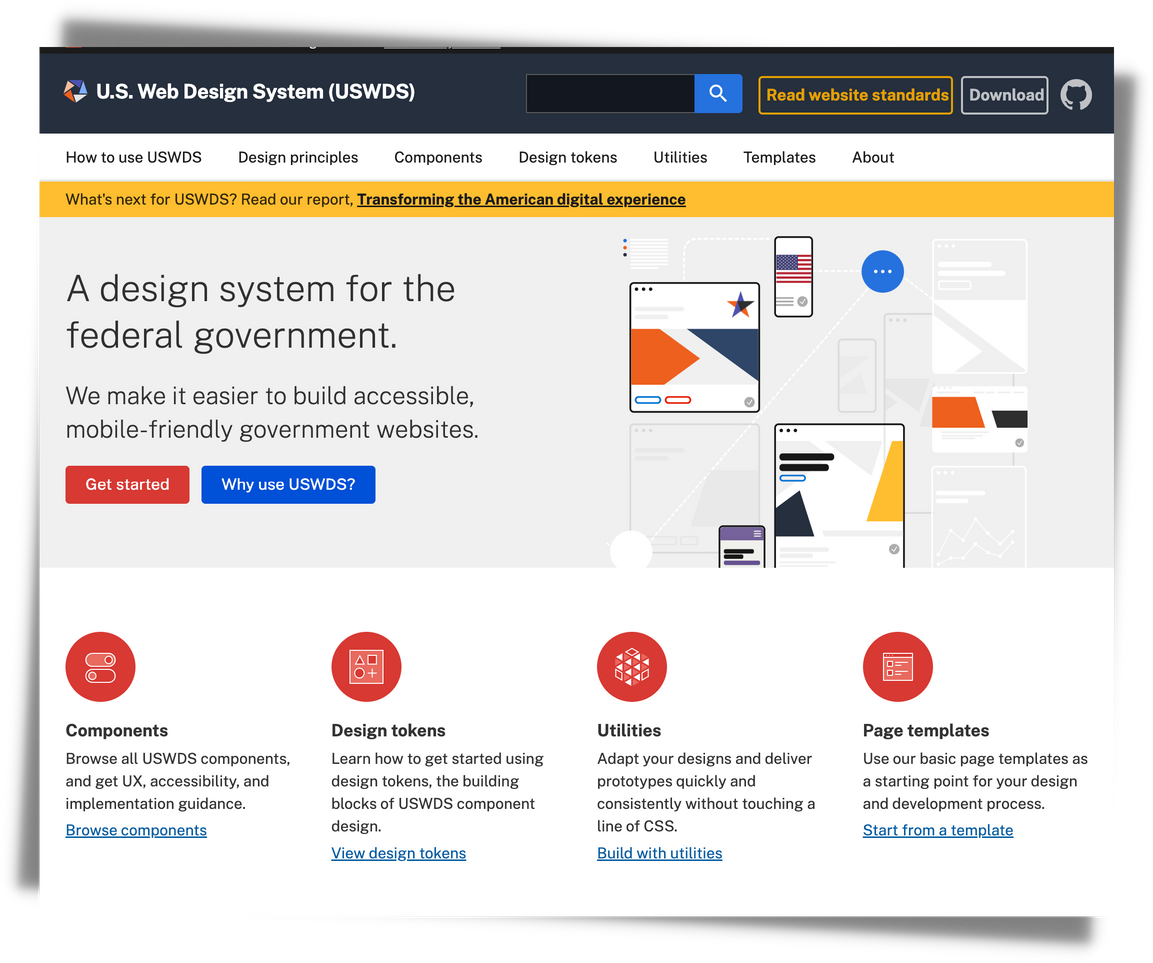 U.S. Web Design System (USWDS)
Read website standards
Download
How to use USWDS
Design principles
Components
Design tokens
Utilities
Templates
About
What's next for USWDS? Read our report, Transforming the American digital experience
A design system for the
federal government.
We make it easier to build accessible,
mobile-friendly government websites.
Get started
Why use USWDS?
Components
Browse all USWDS components,
and get UX, accessibility, and
implementation guidance.
Browse components
Design tokens
Learn how to get started using
design tokens, the building
blocks of USWDS component
design.
View design tokens
Utilities
Adapt your designs and deliver
prototypes quickly and
consistently without touching a
line of CSS.
Build with utilities
Page templates
Use our basic page templates as
a starting point for your design
and development process.
Start from a template